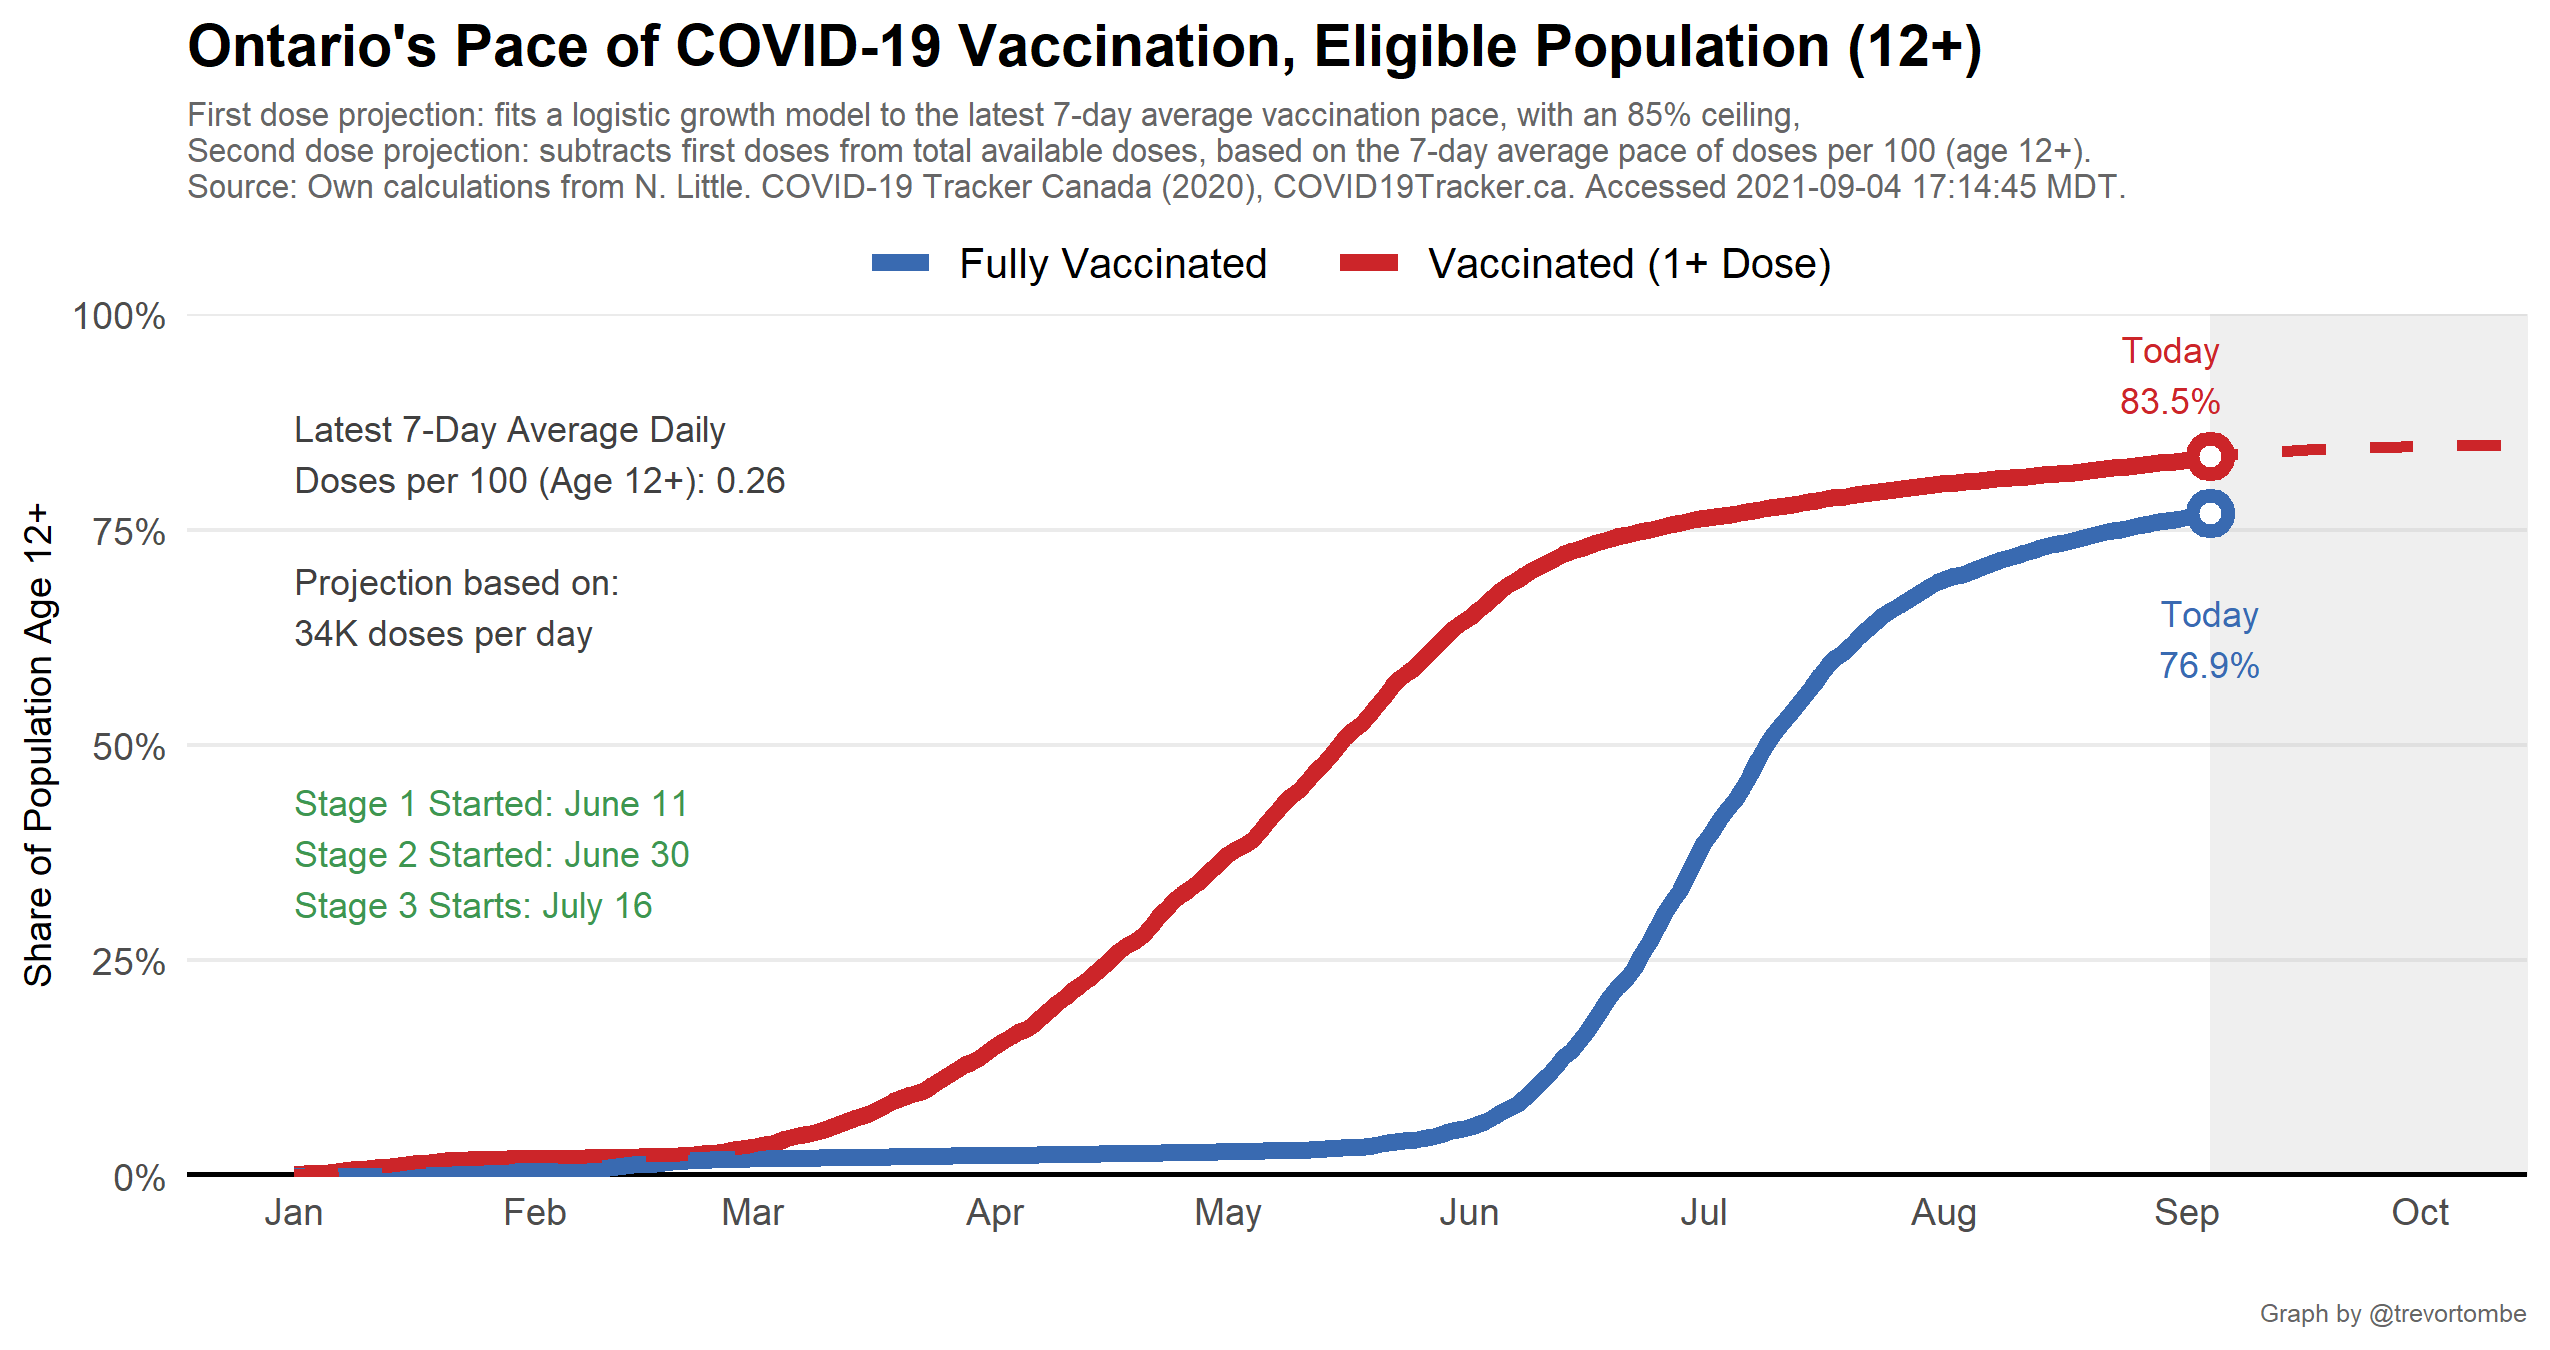 Ontario's Pace of COVID-19 Vaccination, Eligible Population (12+)
First dose projection: fits a logistic growth model to the latest 7-day average vaccination pace, with an 85% ceiling,
Second dose projection: subtracts first doses from total available doses, based on the 7-day average pace of doses per 100 (age 12+).
Source: Own calculations from N. Little. COVID-19 Tracker Canada (2020), COVID19Tracker.ca. Accessed 2021-09-04 17:14:45 MDT.
Fully Vaccinated
Vaccinated (1+ Dose)
Share of Population Age 12+
100%
75%
50%
25%
0%
Latest 7-Day Average Daily
Doses per 100 (Age 12+): 0.26
Projection based on:
34K doses per day
Stage 1 Started: June 11
Stage 2 Started: June 30
Stage 3 Starts: July 16
Today
83.5%
Today
76.9%
Jan
Feb
Mar
Apr
May
Jun
Jul
Aug
Sep
Oct
Graph by @trevortombe